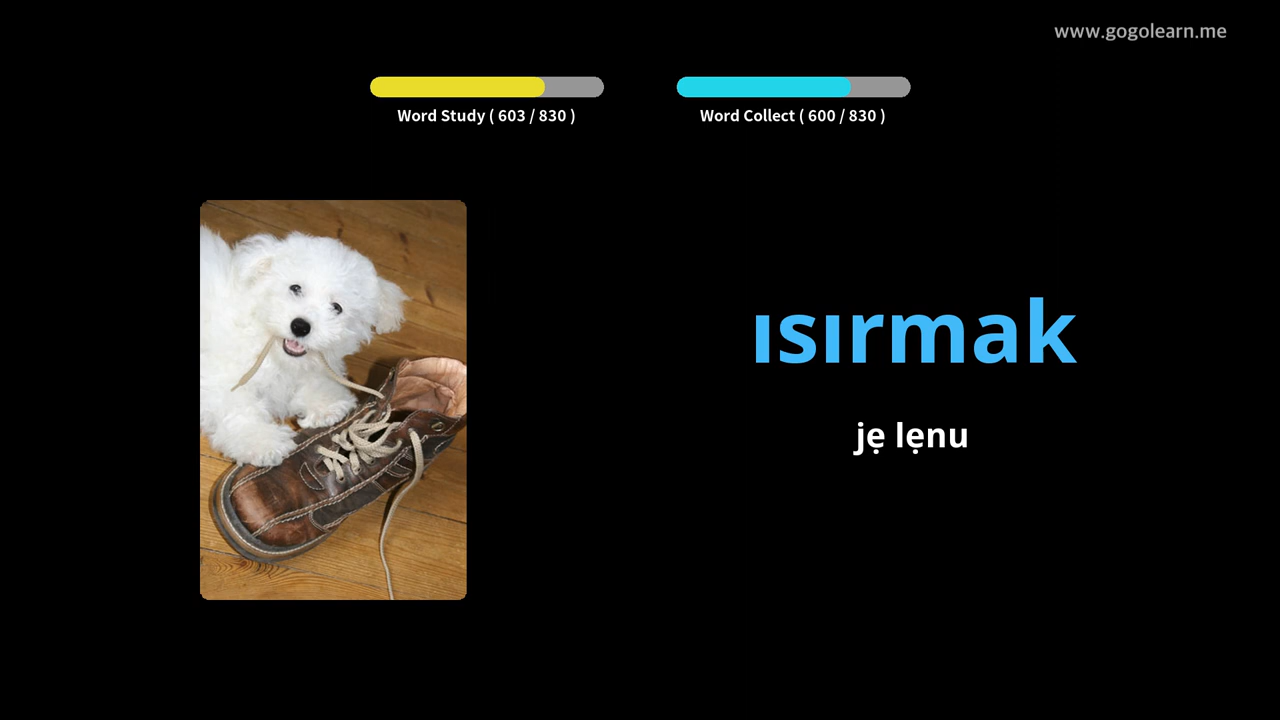 www.gogolearn.me
Word Study ( 603 / 830 )
Word Collect ( 600 / 830 )
ısırmak
jẹ lẹnu